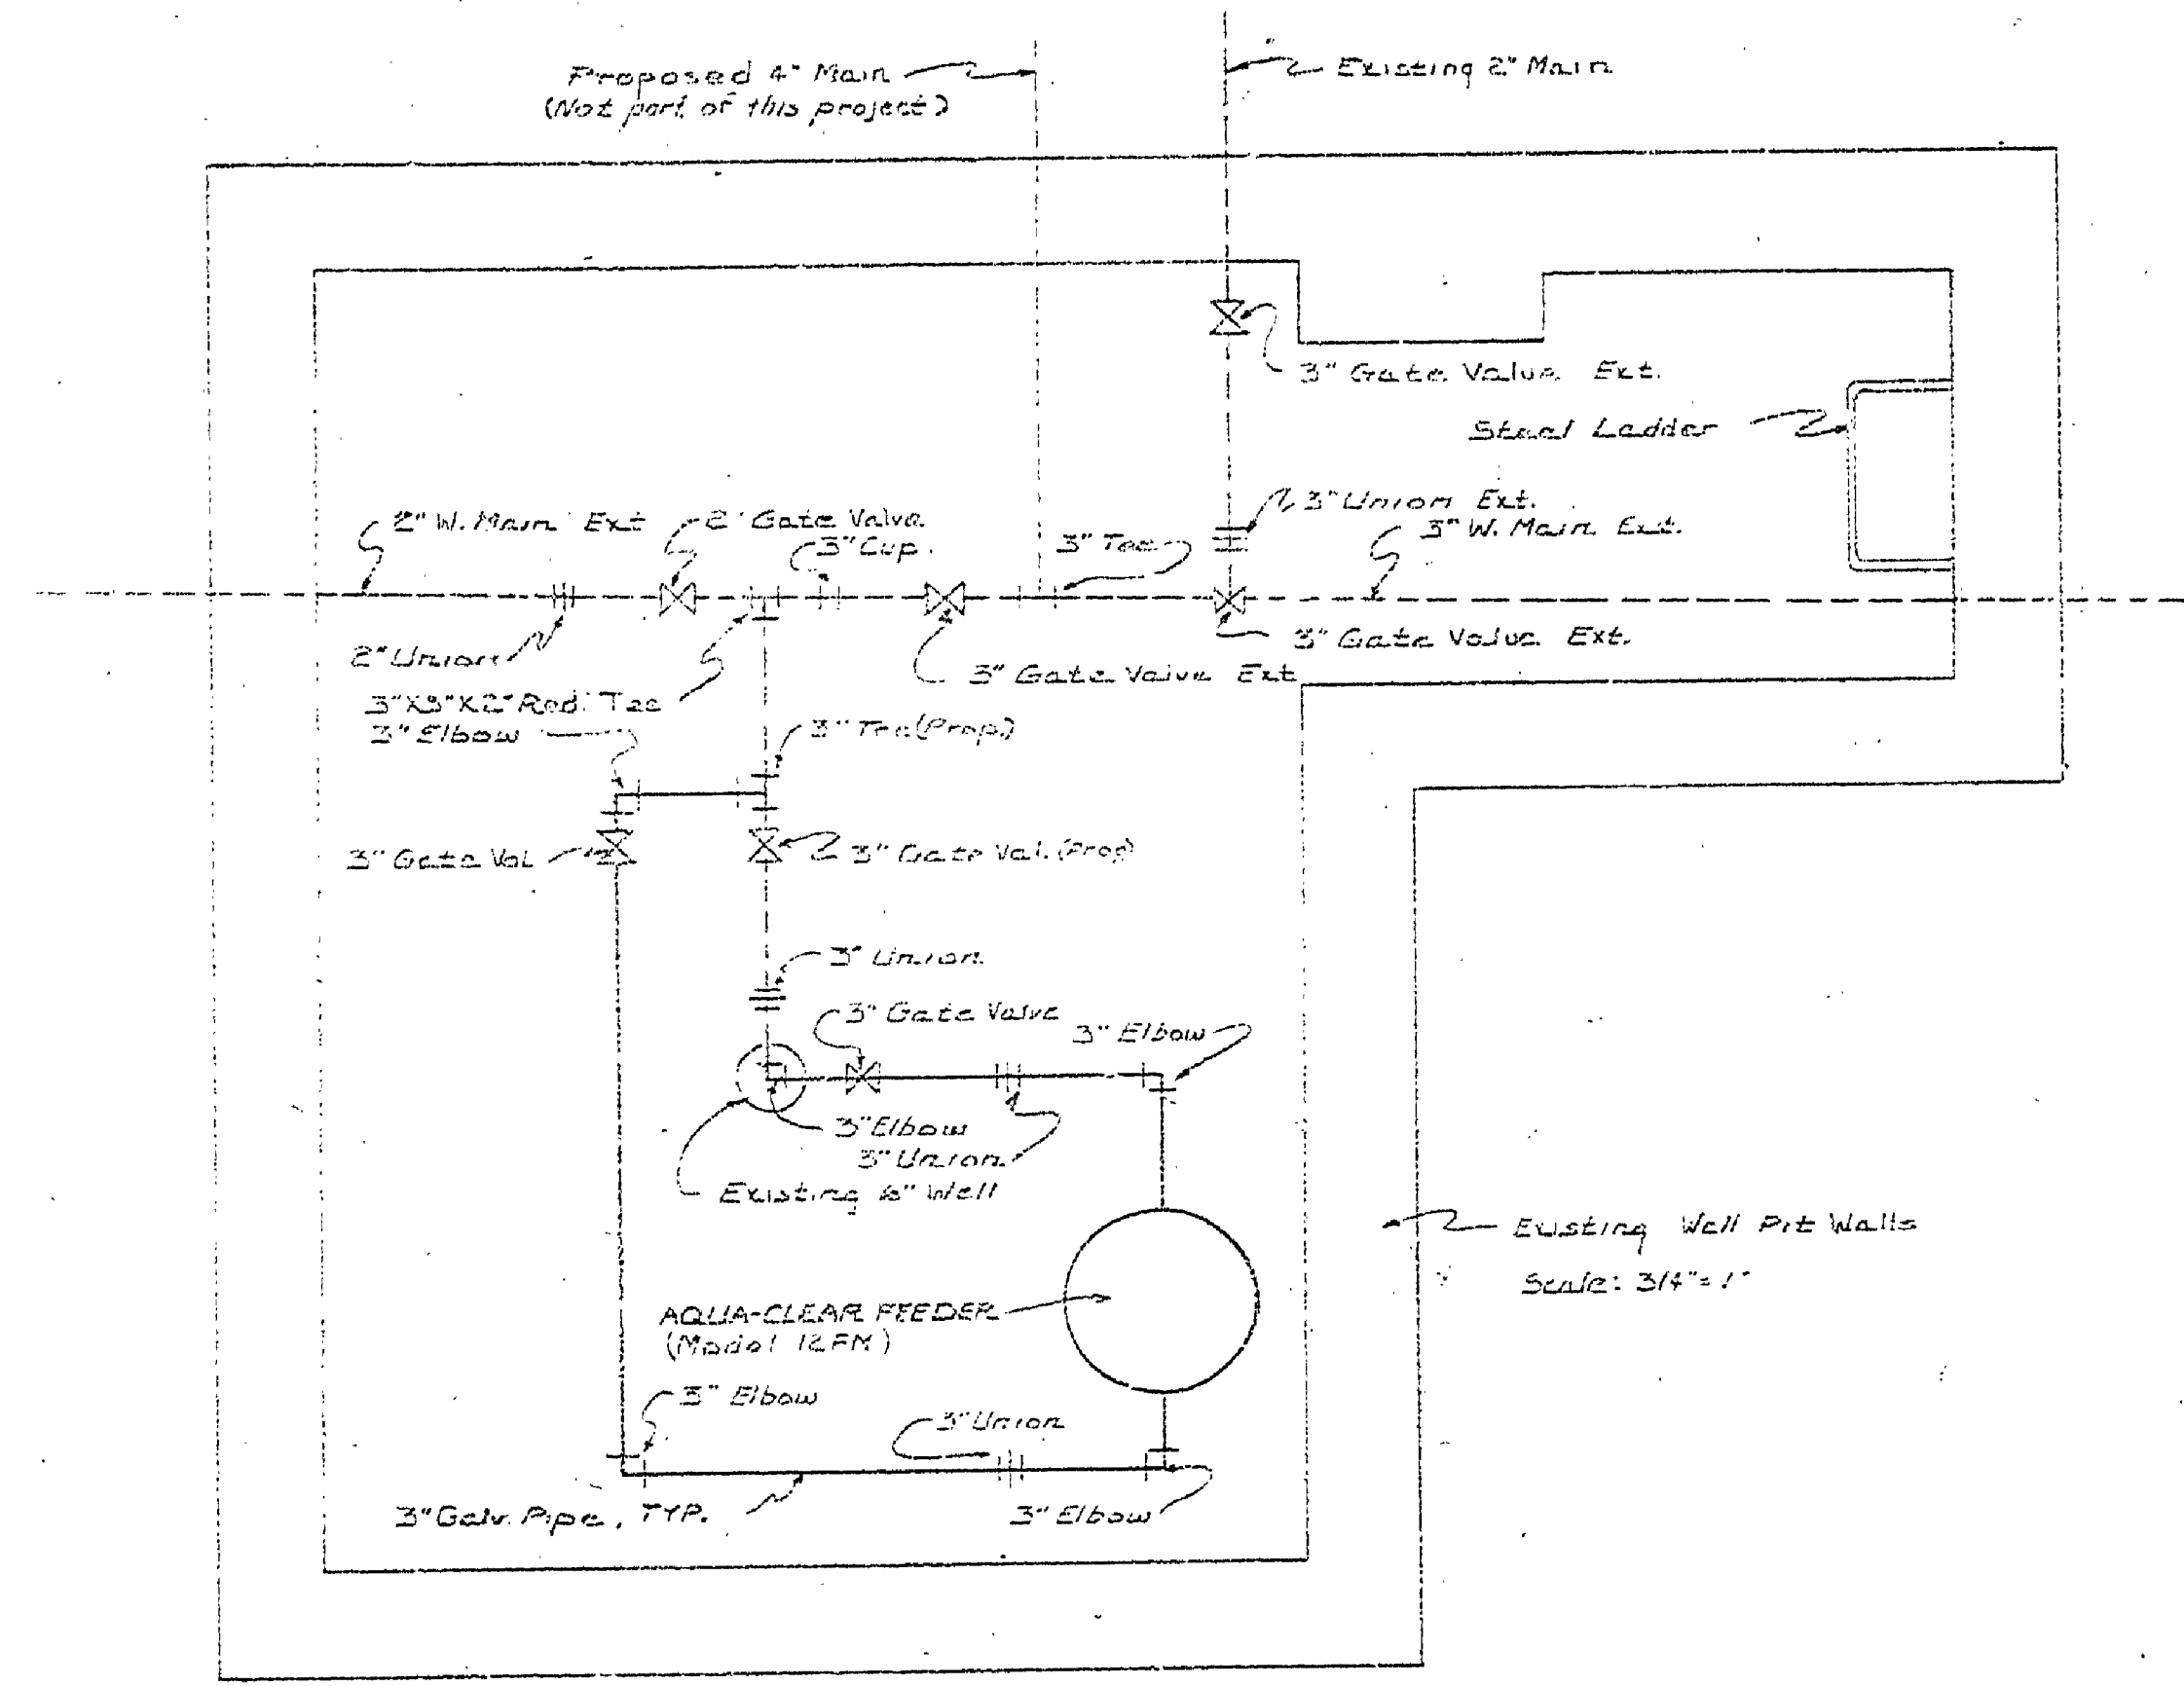 Proposed 4" Main
(Not part of this project)
Existing 2" Main
3" Gate Valve Ext.
Steel Ladder
2" W. Main Ext
2" Gate Valve
3" Cup.
3" Tee
3" Union Ext.
3" W. Main Ext.
2" Union
3" Gate Valve Ext.
3" Gate Valve Ext
3"X3"X2" Red. Tee
3" Elbow
3" Tee (Prop.)
3" Gate Val.
3" Gate Val. (Prop)
3" Union
3" Gate Valve
3" Elbow
3" Elbow
3" Union
Existing 6" Well
Existing Well Pit Walls
Scale: 3/4" = 1'
AQUA-CLEAR FEEDER
(Model 12FM)
3" Elbow
3" Union
3" Galv. Pipe, TYP.
3" Elbow